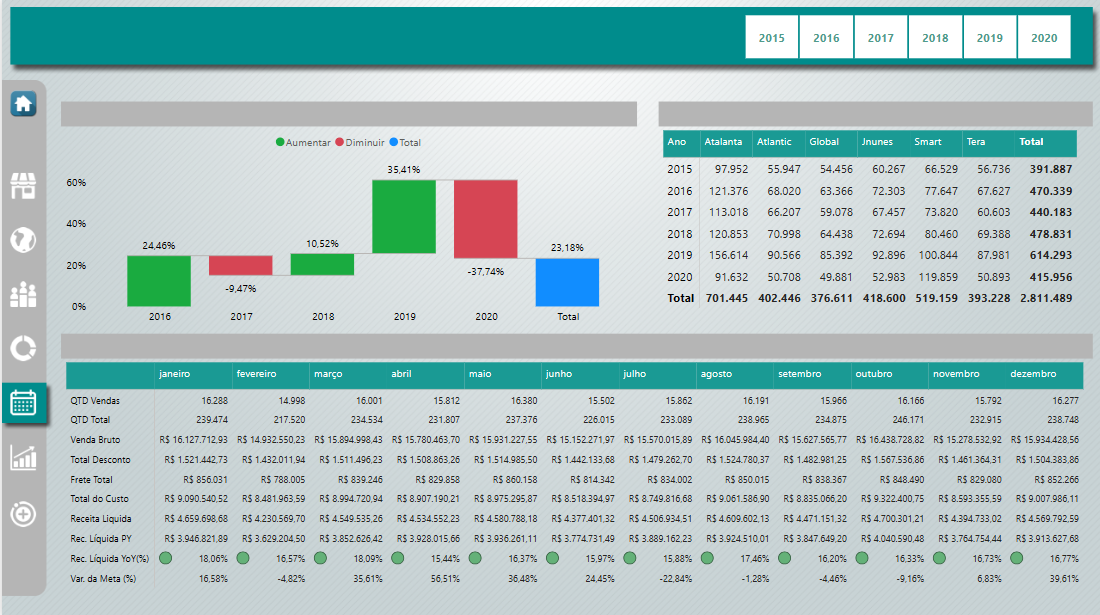 2015 2016 2017 2018 2019 2020
Aumentar Diminuir Total
60%
40%
20%
0%
24,46%
-9,47%
10,52%
35,41%
-37,74%
23,18%
2016 2017 2018 2019 2020 Total
Ano Atalanta Atlantic Global Jnunes Smart Tera Total
2015 97.952 55.947 54.456 60.267 66.529 56.736 391.887
2016 121.376 68.020 63.366 72.303 77.647 67.627 470.339
2017 113.018 66.207 59.078 67.457 73.820 60.603 440.183
2018 120.853 70.998 64.438 72.694 80.460 69.388 478.831
2019 156.614 90.566 85.392 92.896 100.844 87.981 614.293
2020 91.632 50.708 49.881 52.983 119.859 50.893 415.956
Total 701.445 402.446 376.611 418.600 519.159 393.228 2.811.489
janeiro fevereiro março abril maio junho julho agosto setembro outubro novembro dezembro
QTD Vendas 16.288 14.998 16.001 15.812 16.380 15.502 15.862 16.191 15.966 16.166 15.792 16.277
QTD Total 239.474 217.520 234.534 231.807 237.376 226.015 233.089 238.965 234.875 246.171 232.915 238.748
Venda Bruto R$ 16.127.712,93 R$ 14.932.550,23 R$ 15.894.998,43 R$ 15.780.463,70 R$ 15.931.227,55 R$ 15.152.271,97 R$ 15.570.015,89 R$ 16.045.984,40 R$ 15.627.565,77 R$ 16.438.728,82 R$ 15.278.532,92 R$ 15.934.428,56
Total Desconto R$ 1.521.442,73 R$ 1.432.011,94 R$ 1.511.496,23 R$ 1.508.863,26 R$ 1.514.985,50 R$ 1.442.133,68 R$ 1.479.262,70 R$ 1.524.780,37 R$ 1.482.981,25 R$ 1.567.536,86 R$ 1.461.364,31 R$ 1.504.383,86
Frete Total R$ 856.031 R$ 788.005 R$ 839.246 R$ 829.858 R$ 860.158 R$ 814.342 R$ 834.002 R$ 850.015 R$ 838.367 R$ 848.490 R$ 829.080 R$ 852.266
Total do Custo R$ 9.090.540,52 R$ 8.481.963,59 R$ 8.994.720,94 R$ 8.907.190,21 R$ 8.975.295,87 R$ 8.518.394,97 R$ 8.749.816,68 R$ 9.061.586,90 R$ 8.835.066,20 R$ 9.322.400,75 R$ 8.593.355,59 R$ 9.007.986,11
Receita Liquida R$ 4.659.698,68 R$ 4.230.569,70 R$ 4.549.535,26 R$ 4.534.552,23 R$ 4.580.788,18 R$ 4.377.401,32 R$ 4.506.934,51 R$ 4.609.602,13 R$ 4.471.151,32 R$ 4.700.301,21 R$ 4.394.733,02 R$ 4.569.792,59
Rec. Líquida PY R$ 3.946.821,89 R$ 3.629.204,50 R$ 3.852.626,42 R$ 3.928.015,66 R$ 3.936.261,11 R$ 3.774.731,49 R$ 3.889.162,23 R$ 3.924.510,01 R$ 3.847.649,20 R$ 4.040.590,48 R$ 3.764.754,44 R$ 3.913.627,68
Rec. Líquida YoY(%) 18,06% 16,57% 18,09% 15,44% 16,37% 15,97% 15,88% 17,46% 16,20% 16,33% 16,73% 16,77%
Var. da Meta (%) 16,58% -4,82% 35,61% 56,51% 36,48% 24,45% -22,84% -1,28% -4,46% -9,16% 6,83% 39,61%